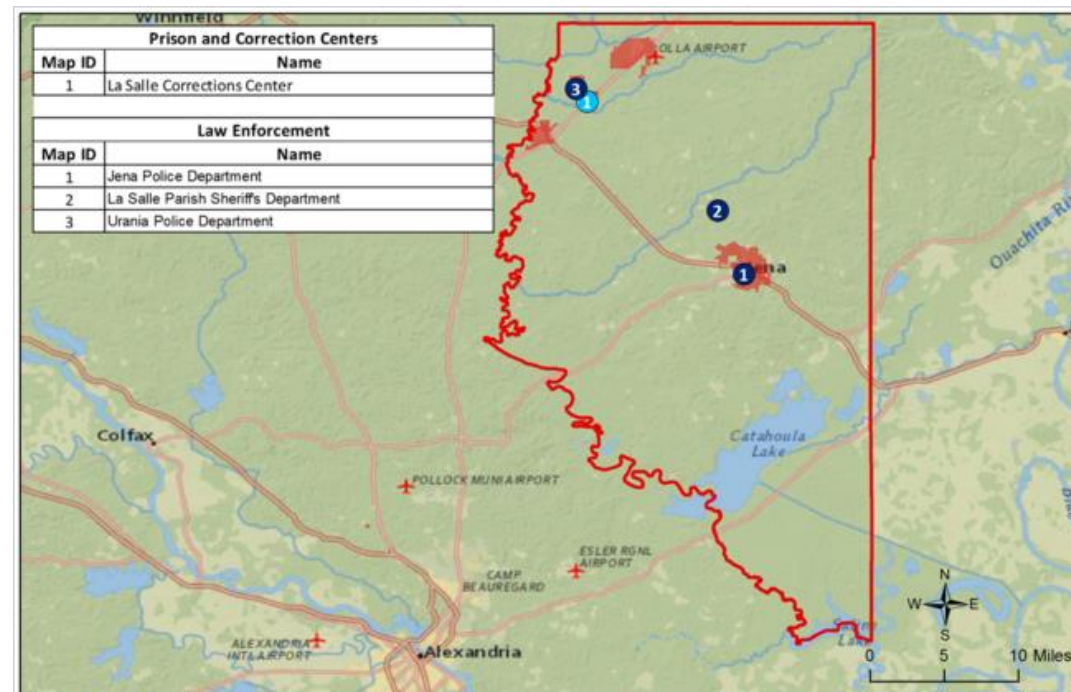 Winnfield
Prison and Correction Centers
Map ID Name
1 La Salle Corrections Center
Law Enforcement
Map ID Name
1 Jena Police Department
2 La Salle Parish Sheriff's Department
3 Urania Police Department
OLLA AIRPORT
3
1
2
1
Ouachita
Colfax
Catahoula
Lake
POLLOCK MUNI AIRPORT
ESLER RGNL
AIRPORT
CAMP
BEAUREGARD
ALEXANDRIA
INTL AIRPORT
Alexandria
Lake
N
W E
S
0 5 10 Miles